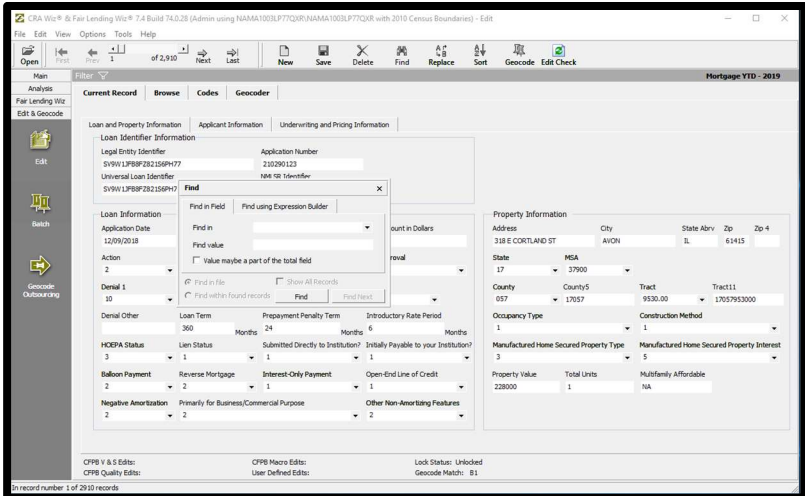 CRA Wiz® & Fair Lending Wiz® 7.4 Build 74.0.28 (Admin using NAMA1003LP77QXR\NAMA1003LP77QXR with 2010 Census Boundaries) - Edit
File Edit View Options Tools Help
Open First Prev 1 of 2,910 Next Last New Save Delete Find Replace Sort Geocode Edit Check
Main Filter Mortgage YTD - 2019
Analysis
Fair Lending Wiz
Edit & Geocode
Edit
Batch
Geocode
Outsourcing
Current Record Browse Codes Geocoder
Loan and Property Information Applicant Information Underwriting and Pricing Information
Loan Identifier Information
Legal Entity Identifier Application Number
SV9W1JFB8FZ821S6PH77 210290123
Universal Loan Identifier NMLSR Identifier
SV9W1JFB8FZ821S6PH7
Find x
Find in Field Find using Expression Builder
Find in
Find value
Value maybe a part of the total field
Find in file Show All Records
Find within found records Find Find Next
Loan Information
Application Date ount in Dollars
12/09/2018
Action roval
2
Denial 1
10
Denial Other Loan Term Prepayment Penalty Term Introductory Rate Period
360 Months 24 Months 6 Months
HOEPA Status Lien Status Submitted Directly to Institution? Initially Payable to your Institution?
3 1 1 1
Balloon Payment Reverse Mortgage Interest-Only Payment Open-End Line of Credit
2 2 1 1
Negative Amortization Primarily for Business/Commercial Purpose Other Non-Amortizing Features
2 2 2
Property Information
Address City State Abrv Zip Zip 4
318 E CORTLAND ST AVON IL 61415
State MSA
17 37900
County County5 Tract Tract11
057 17057 9530.00 17057953000
Occupancy Type Construction Method
1 1
Manufactured Home Secured Property Type Manufactured Home Secured Property Interest
3 5
Property Value Total Units Multifamily Affordable
228000 1 NA
CFPB V & S Edits: CFPB Macro Edits: Lock Status: Unlocked
CFPB Quality Edits: User Defined Edits: Geocode Match: B1
In record number 1 of 2910 records